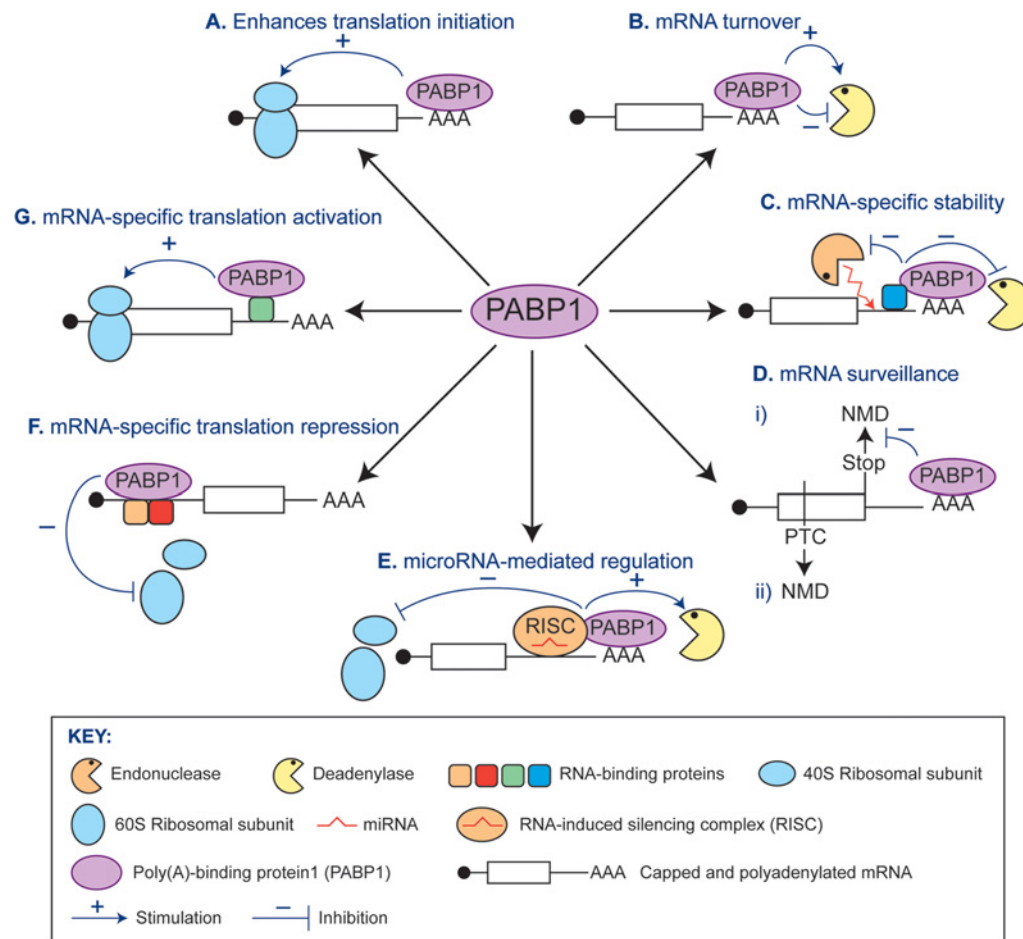 A. Enhances translation initiation
+
PABP1
AAA
B. mRNA turnover
+
PABP1
AAA
−
C. mRNA-specific stability
−
−
PABP1
AAA
D. mRNA surveillance
i)
NMD
−
Stop
PABP1
AAA
PTC
ii) NMD
E. microRNA-mediated regulation
−
+
RISC
PABP1
AAA
F. mRNA-specific translation repression
PABP1
AAA
−
G. mRNA-specific translation activation
+
PABP1
AAA
PABP1
KEY:
Endonuclease
Deadenylase
RNA-binding proteins
40S Ribosomal subunit
60S Ribosomal subunit
miRNA
RNA-induced silencing complex (RISC)
Poly(A)-binding protein1 (PABP1)
AAA Capped and polyadenylated mRNA
+
Stimulation
−
Inhibition